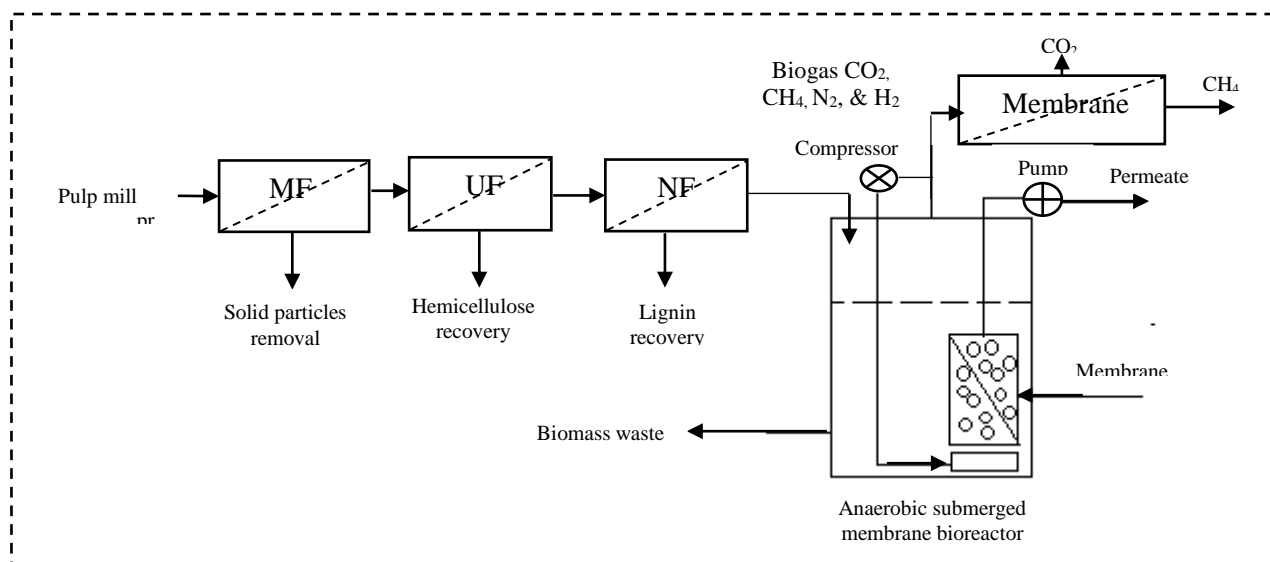 CO2
Biogas CO2,
CH4, N2, & H2
Membrane
CH4
Compressor
Pump
Permeate
MF
UF
NF
Pulp mill
pr
Solid particles
removal
Hemicellulose
recovery
Lignin
recovery
Membrane
Biomass waste
Anaerobic submerged
membrane bioreactor